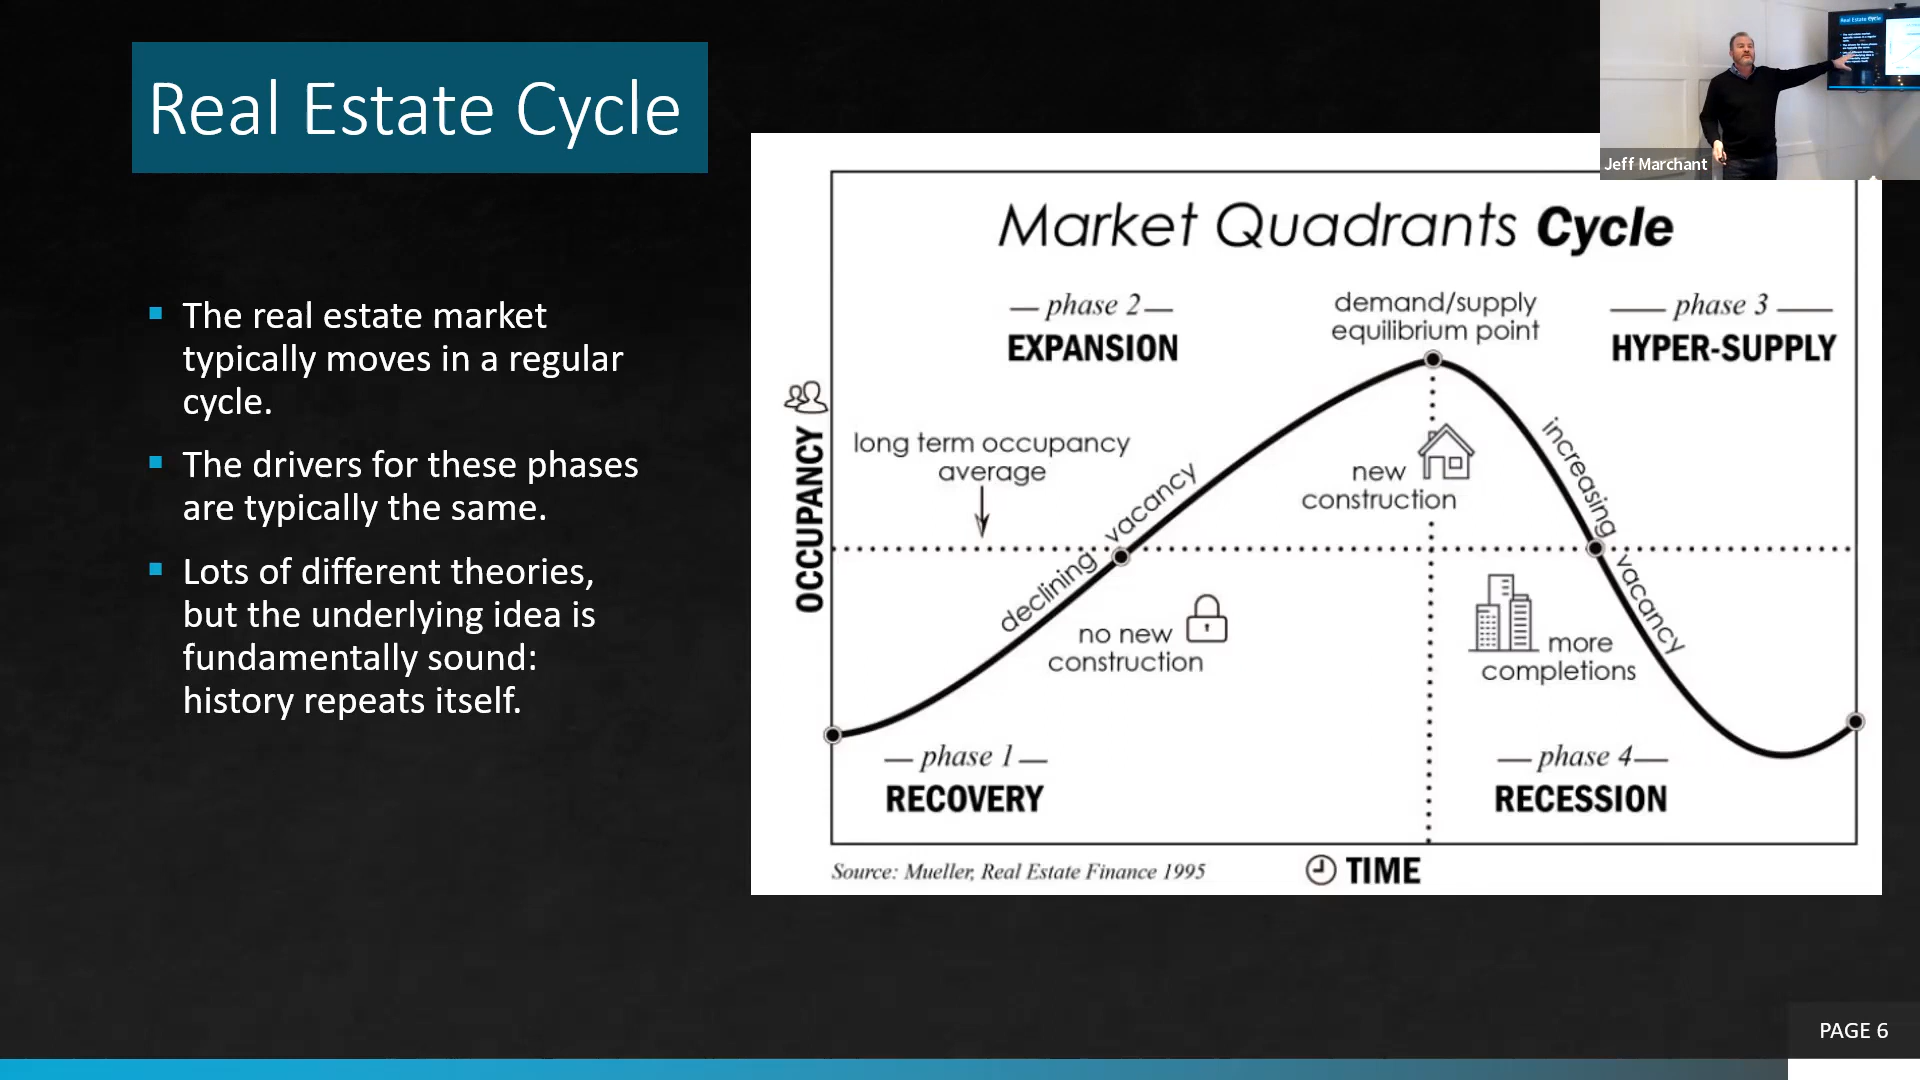 Real Estate Cycle
The real estate market
typically moves in a regular
cycle.
The drivers for these phases
are typically the same.
Lots of different theories,
but the underlying idea is
fundamentally sound:
history repeats itself.
Market Quadrants Cycle
phase 2
EXPANSION
demand/supply
equilibrium point
phase 3
HYPER-SUPPLY
OCCUPANCY
long term occupancy
average
declining vacancy
new
construction
increasing vacancy
no new
construction
more
completions
phase 1
RECOVERY
phase 4
RECESSION
Source: Mueller, Real Estate Finance 1995
TIME
Jeff Marchant
Real Estate Cycle
PAGE 6